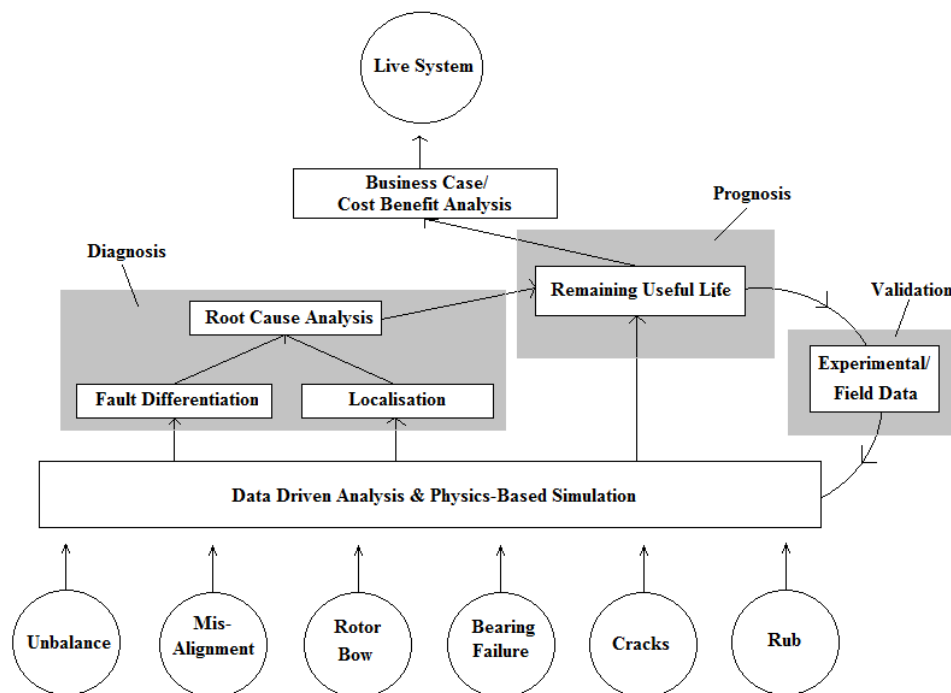 Live System
Business Case/
Cost Benefit Analysis
Prognosis
Diagnosis
Remaining Useful Life
Validation
Root Cause Analysis
Experimental/
Field Data
Fault Differentiation
Localisation
Data Driven Analysis & Physics-Based Simulation
Unbalance
Mis-
Alignment
Rotor
Bow
Bearing
Failure
Cracks
Rub